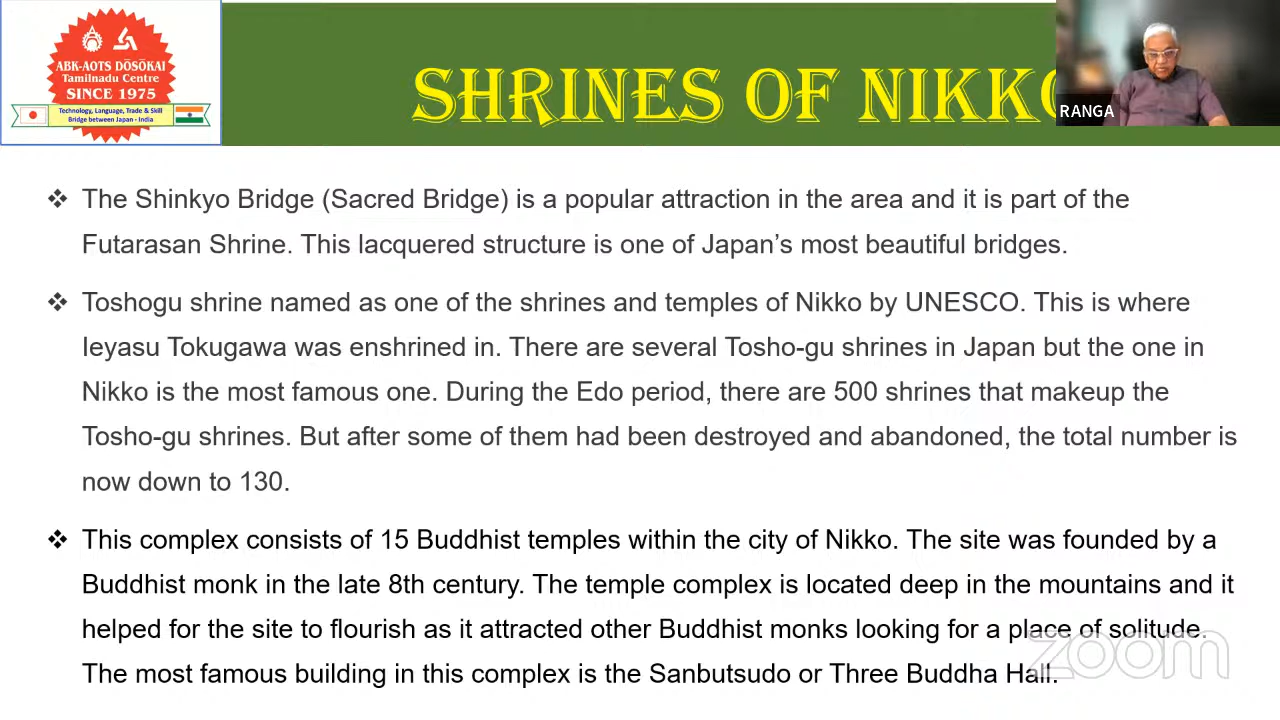 ABK-AOTS DŌSŌKAI
Tamilnadu Centre
SINCE 1975
Technology, Language, Trade & Skill
Bridge between Japan - India
SHRINES OF NIKKO
RANGA
❖ The Shinkyo Bridge (Sacred Bridge) is a popular attraction in the area and it is part of the
Futarasan Shrine. This lacquered structure is one of Japan’s most beautiful bridges.
❖ Toshogu shrine named as one of the shrines and temples of Nikko by UNESCO. This is where
Ieyasu Tokugawa was enshrined in. There are several Tosho-gu shrines in Japan but the one in
Nikko is the most famous one. During the Edo period, there are 500 shrines that makeup the
Tosho-gu shrines. But after some of them had been destroyed and abandoned, the total number is
now down to 130.
❖ This complex consists of 15 Buddhist temples within the city of Nikko. The site was founded by a
Buddhist monk in the late 8th century. The temple complex is located deep in the mountains and it
helped for the site to flourish as it attracted other Buddhist monks looking for a place of solitude.
The most famous building in this complex is the Sanbutsudo or Three Buddha Hall.
zoom